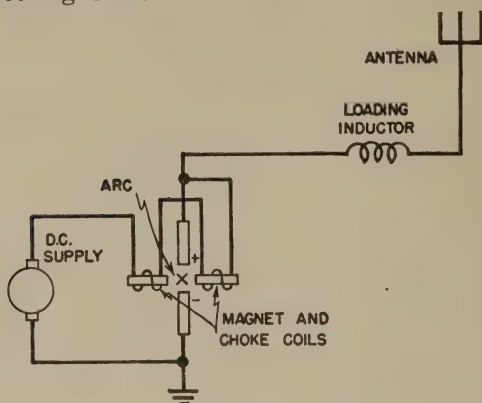 ANTENNA
LOADING
INDUCTOR
ARC
D.C.
SUPPLY
+
-
MAGNET AND
CHOKE COILS